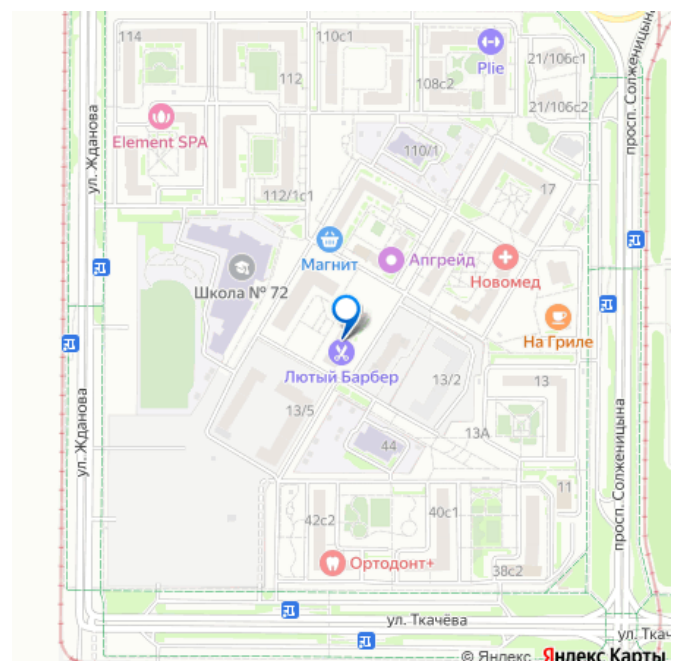 114
110с1
Plie
112
108с2
21/106с1
21/106с2
просп. Солженицына
ул. Жданова
Element SPA
110/1
112/1с1
17
Магнит
Апгрейд
Новомед
Школа № 72
На Гриле
Лютый Барбер
13/2
13
13/5
13А
44
ул. Жданова
просп. Солженицына
11
42с2
40с1
Ортодонт+
38с2
ул. Ткачёва
ул. Ткач
© Яндекс Яндекс Карты